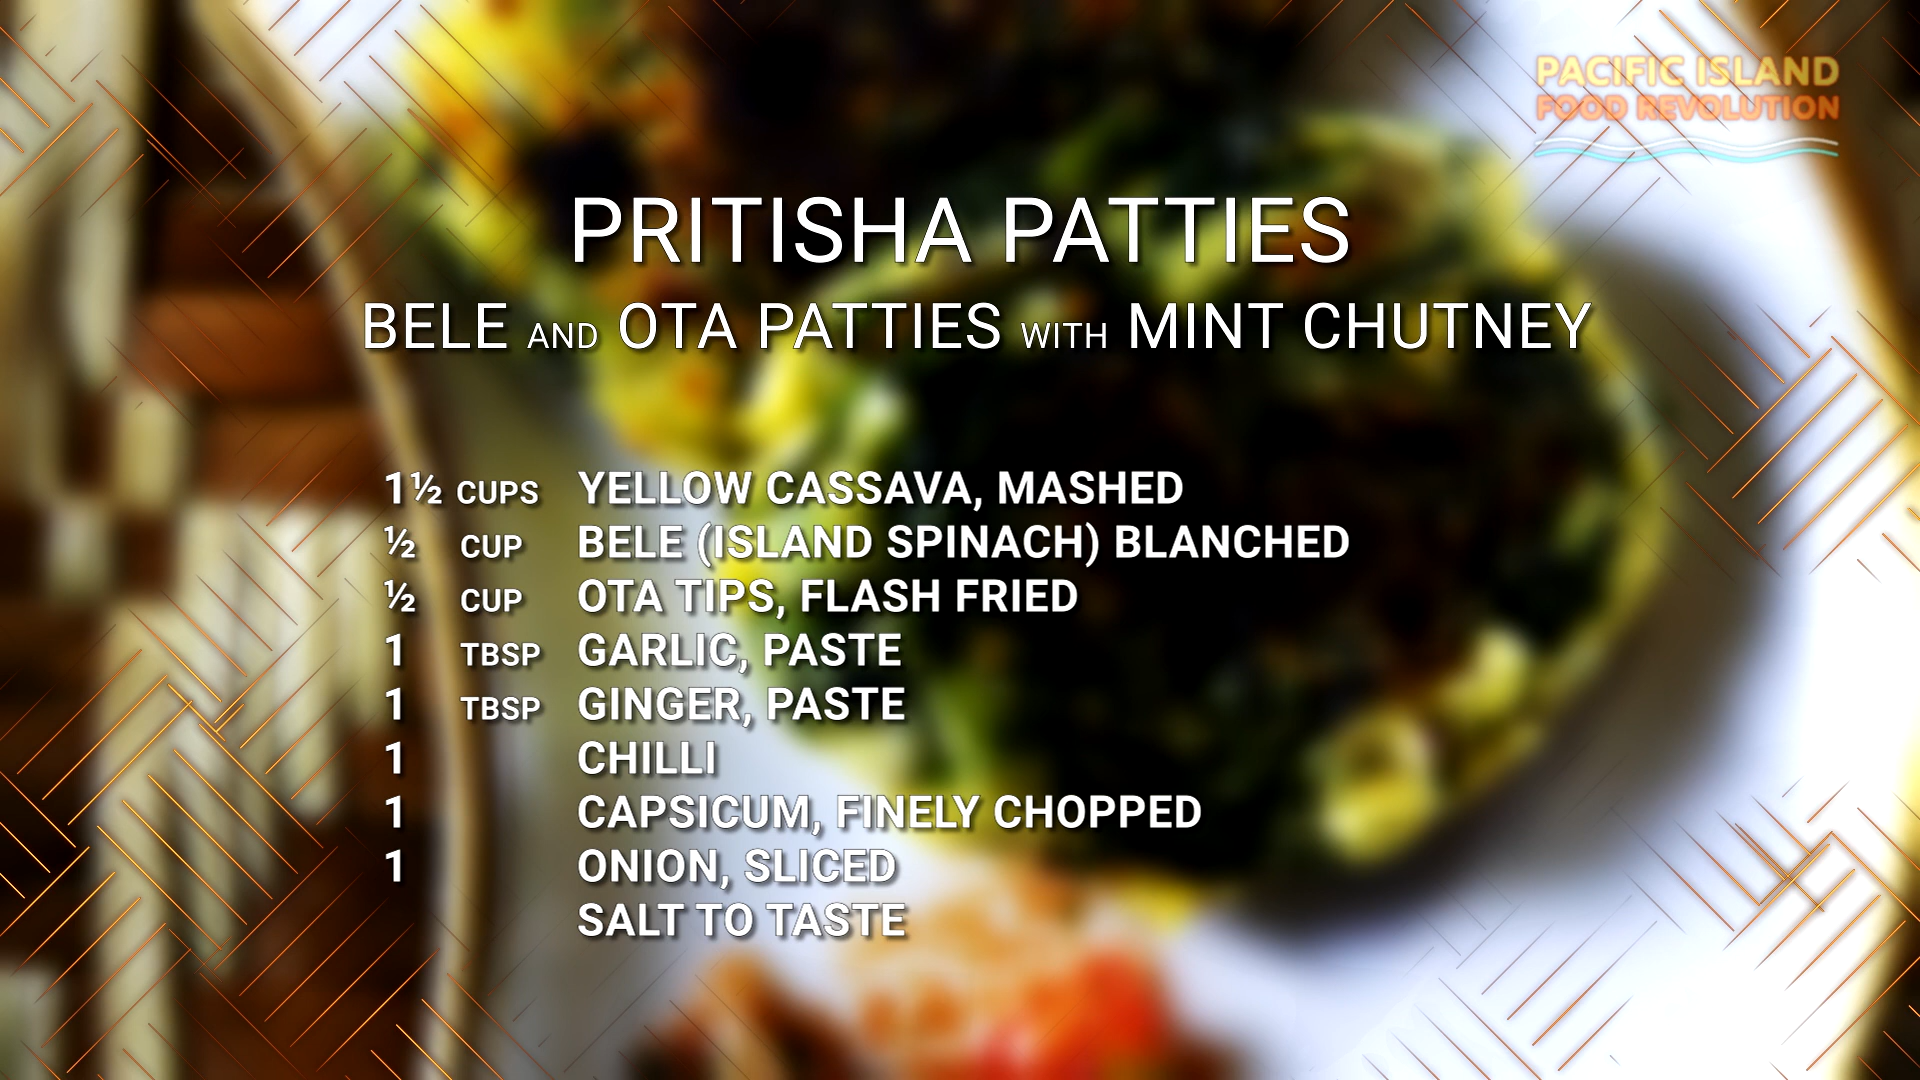 PACIFIC ISLAND
FOOD REVOLUTION
PRITISHA PATTIES
BELE AND OTA PATTIES WITH MINT CHUTNEY
1½ CUPS YELLOW CASSAVA, MASHED
½ CUP BELE (ISLAND SPINACH) BLANCHED
½ CUP OTA TIPS, FLASH FRIED
1 TBSP GARLIC, PASTE
1 TBSP GINGER, PASTE
1 CHILLI
1 CAPSICUM, FINELY CHOPPED
1 ONION, SLICED
SALT TO TASTE